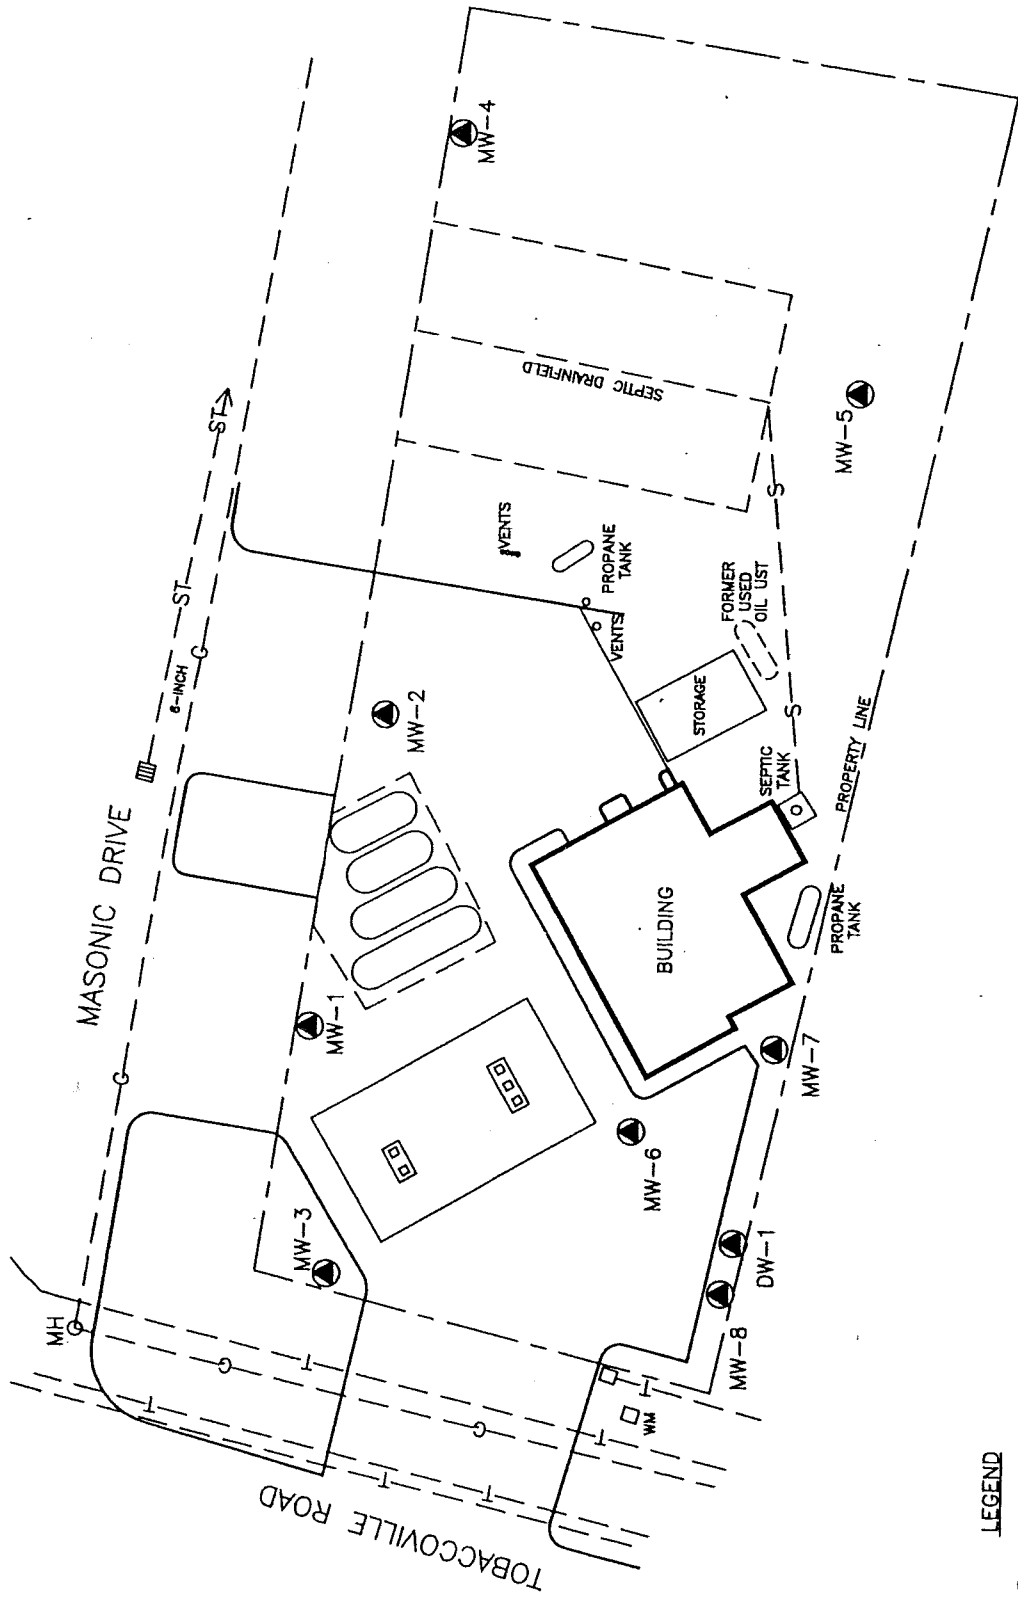 MW-4
MASONIC DRIVE
ST
ST
G
6-INCH
G
MH
SEPTIC DRAINFIELD
MW-5
VENTS
PROPANE
TANK
VENTS
FORMER
USED
OIL UST
STORAGE
S
S
SEPTIC
TANK
PROPERTY LINE
MW-2
MW-1
BUILDING
PROPANE
TANK
MW-7
MW-6
MW-3
DW-1
MW-8
G
T
T
T
T
G
T
T
WM
TOBACCOVILLE ROAD
LEGEND